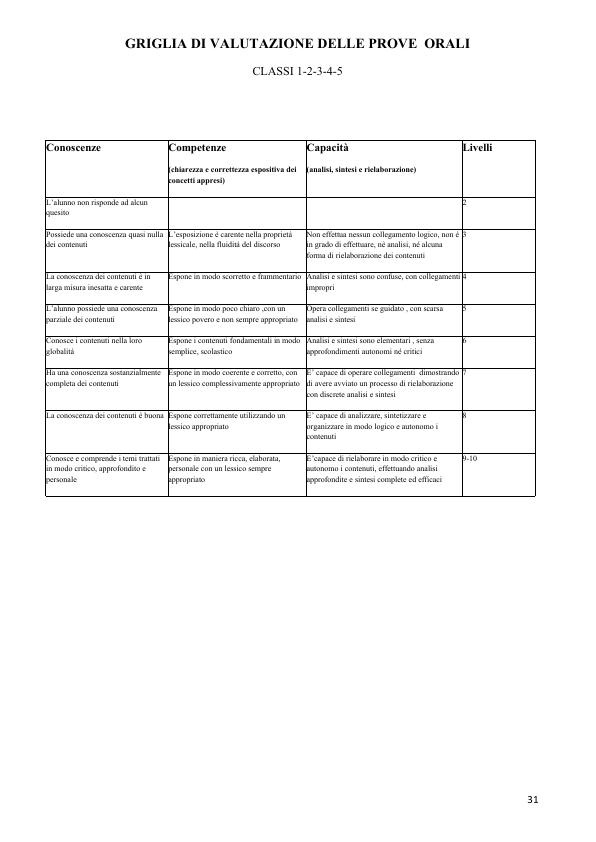 GRIGLIA DI VALUTAZIONE DELLE PROVE  ORALI
CLASSI 1-2-3-4-5
Conoscenze
Competenze
(chiarezza e correttezza espositiva dei
concetti appresi)
Capacità
(analisi, sintesi e rielaborazione)
Livelli
L'alunno non risponde ad alcun
quesito
2
Possiede una conoscenza quasi nulla
dei contenuti
L'esposizione é carente nella proprietà
lessicale, nella fluidità del discorso
Non effettua nessun collegamento logico, non é
in grado di effettuare, né analisi, né alcuna
forma di rielaborazione dei contenuti
3
La conoscenza dei contenuti é in
larga misura inesatta e carente
Espone in modo scorretto e frammentario
Analisi e sintesi sono confuse, con collegamenti
impropri
4
L'alunno possiede una conoscenza
parziale dei contenuti
Espone in modo poco chiaro ,con un
lessico povero e non sempre appropriato
Opera collegamenti se guidato , con scarsa
analisi e sintesi
5
Conosce i contenuti nella loro
globalità
Espone i contenuti fondamentali in modo
semplice, scolastico
Analisi e sintesi sono elementari , senza
approfondimenti autonomi né critici
6
Ha una conoscenza sostanzialmente
completa dei contenuti
Espone in modo coerente e corretto, con
un lessico complessivamente appropriato
E' capace di operare collegamenti  dimostrando
di avere avviato un processo di rielaborazione
con discrete analisi e sintesi
7
La conoscenza dei contenuti é buona
Espone correttamente utilizzando un
lessico appropriato
E' capace di analizzare, sintetizzare e
organizzare in modo logico e autonomo i
contenuti
8
Conosce e comprende i temi trattati
in modo critico, approfondito e
personale
Espone in maniera ricca, elaborata,
personale con un lessico sempre
appropriato
E'capace di rielaborare in modo critico e
autonomo i contenuti, effettuando analisi
approfondite e sintesi complete ed efficaci
9-10
31